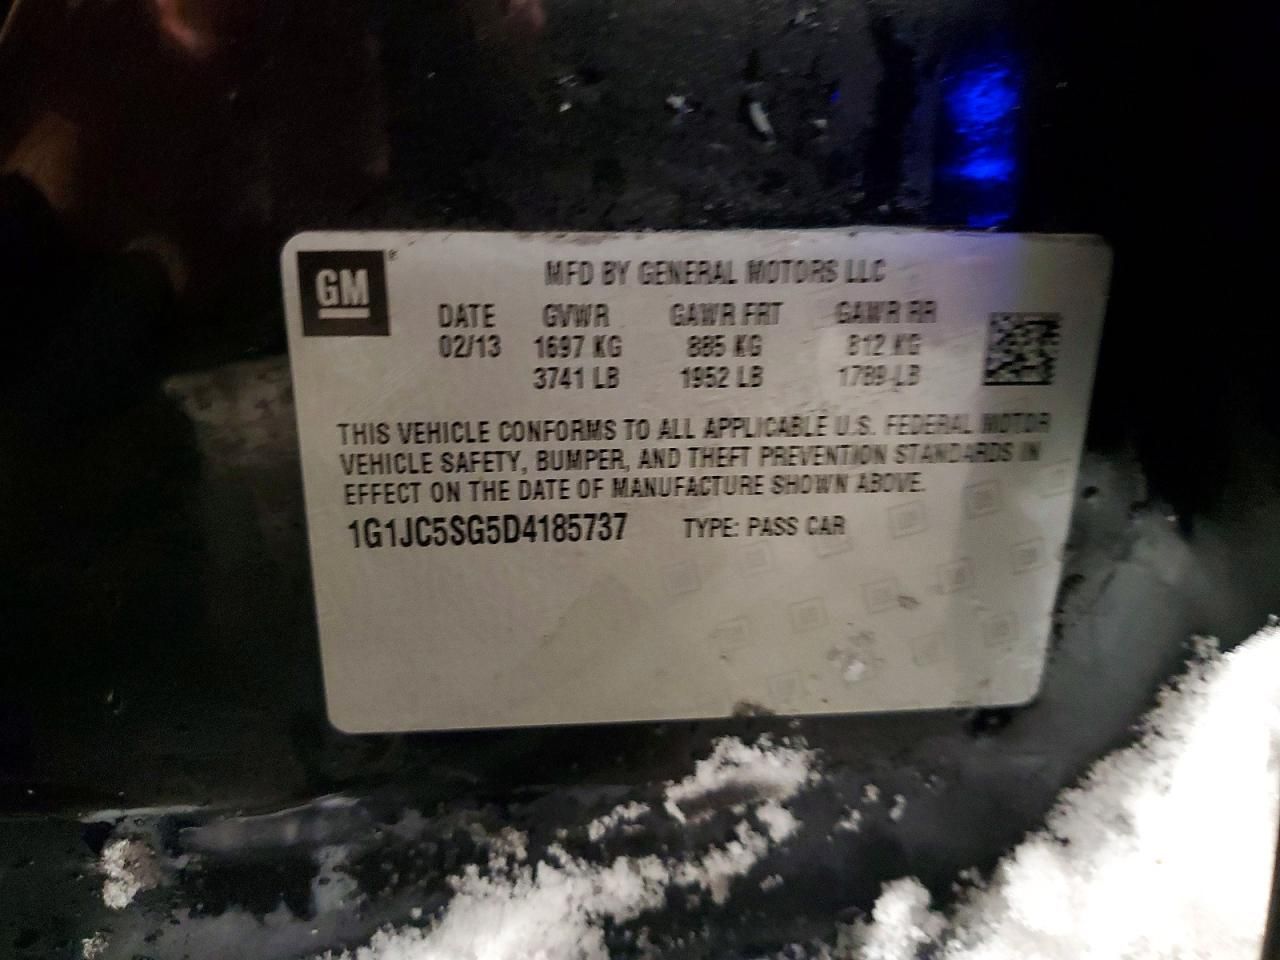 GM®
MFD BY GENERAL MOTORS LLC
DATE GVWR GAWR FRT GAWR RR
02/13 1697 KG 885 KG 812 KG
3741 LB 1952 LB 1789 LB
THIS VEHICLE CONFORMS TO ALL APPLICABLE U.S. FEDERAL MOTOR
VEHICLE SAFETY, BUMPER, AND THEFT PREVENTION STANDARDS IN
EFFECT ON THE DATE OF MANUFACTURE SHOWN ABOVE.
1G1JC5SG5D4185737 TYPE: PASS CAR